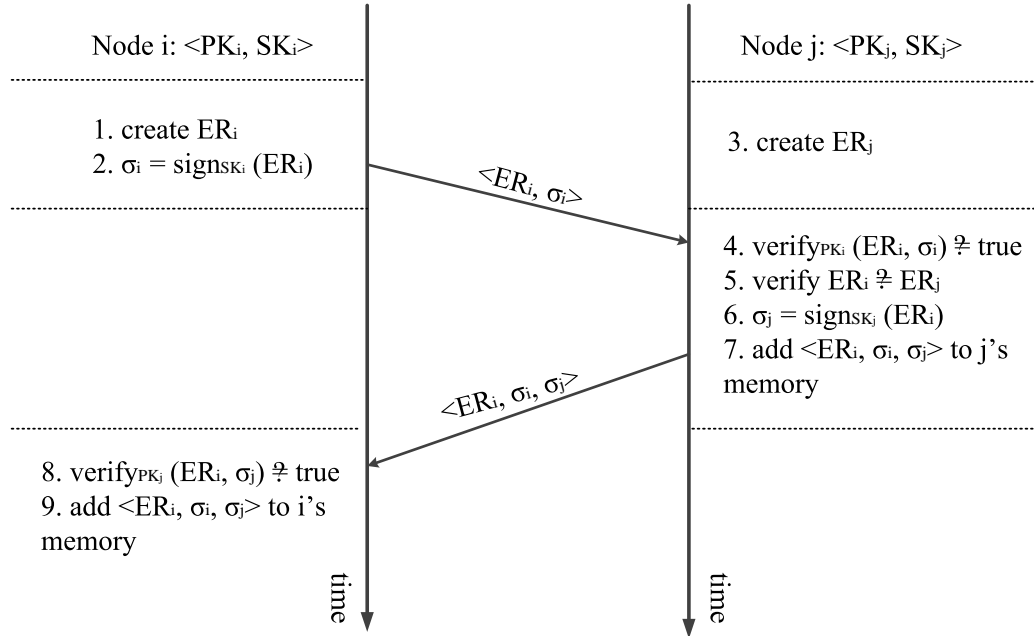 Node i: <PKi, SKi>
Node j: <PKj, SKj>
1. create ERi
2. σi = signSKi (ERi)
3. create ERj
<ERi, σi>
4. verifyPKi (ERi, σi) ≟ true
5. verify ERi ≟ ERj
6. σj = signSKj (ERi)
7. add <ERi, σi, σj> to j's
memory
<ERi, σi, σj>
8. verifyPKj (ERi, σj) ≟ true
9. add <ERi, σi, σj> to i's
memory
time
time